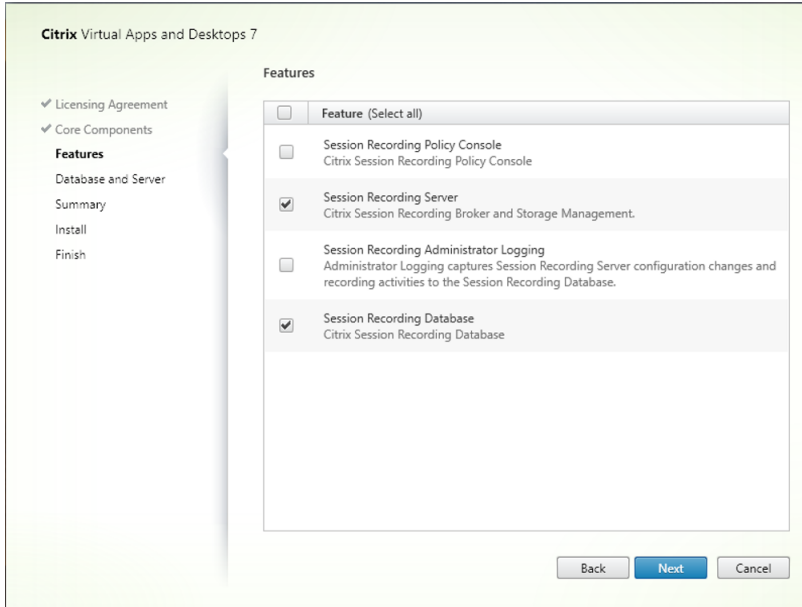 Citrix Virtual Apps and Desktops 7
Licensing Agreement
Core Components
Features
Database and Server
Summary
Install
Finish
Features
Feature (Select all)
Session Recording Policy Console
Citrix Session Recording Policy Console
Session Recording Server
Citrix Session Recording Broker and Storage Management.
Session Recording Administrator Logging
Administrator Logging captures Session Recording Server configuration changes and
recording activities to the Session Recording Database.
Session Recording Database
Citrix Session Recording Database
Back
Next
Cancel